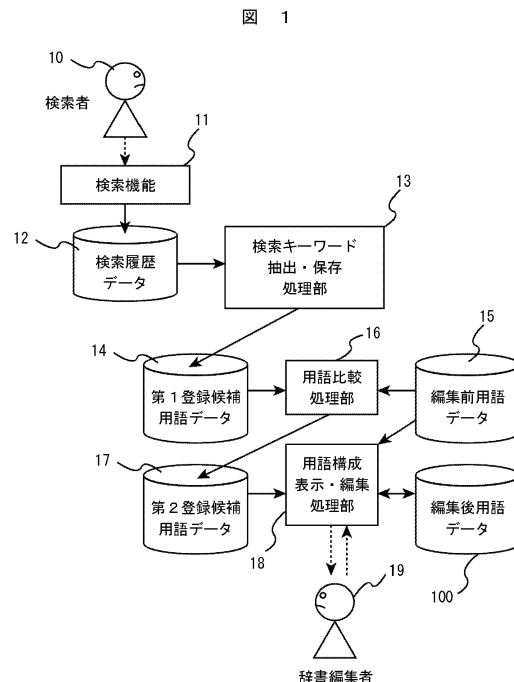 図 1
10
検索者
11
検索機能
12
検索履歴
データ
13
検索キーワード
抽出・保存
処理部
14
第1登録候補
用語データ
16
用語比較
処理部
15
編集前用語
データ
17
第2登録候補
用語データ
用語構成
表示・編集
処理部
18
編集後用語
データ
100
19
辞書編集者